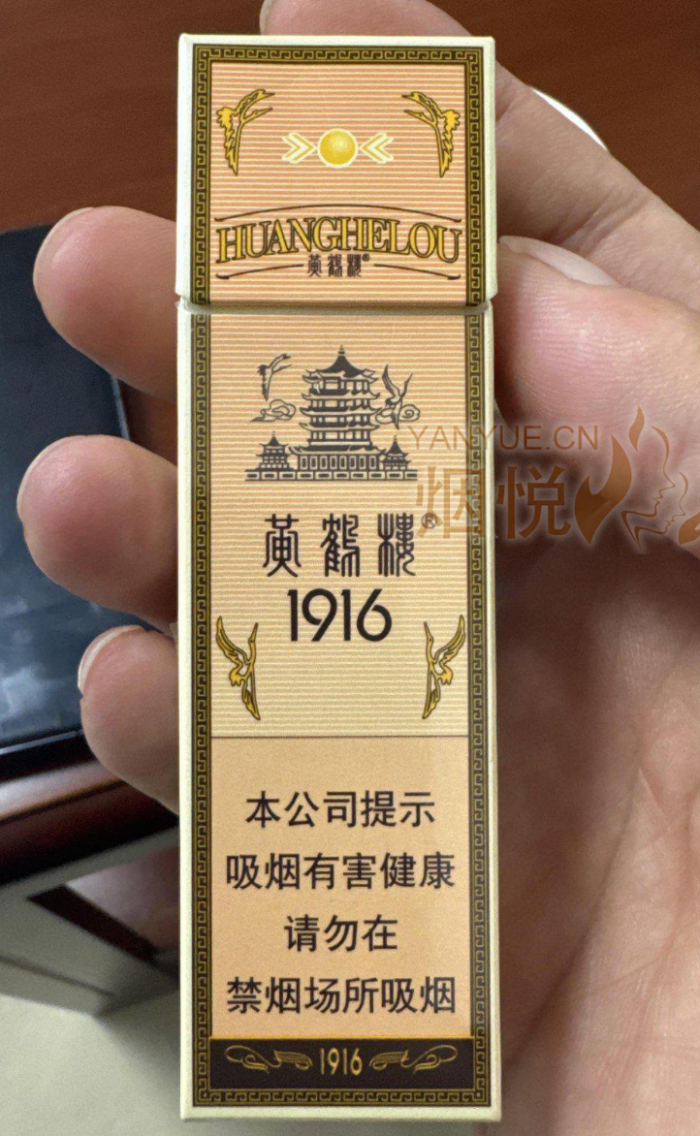 HUANGHELOU
黄鹤楼®
YANYUE.CN
烟悦
黄鹤楼®
1916
本公司提示
吸烟有害健康
请勿在
禁烟场所吸烟
1916